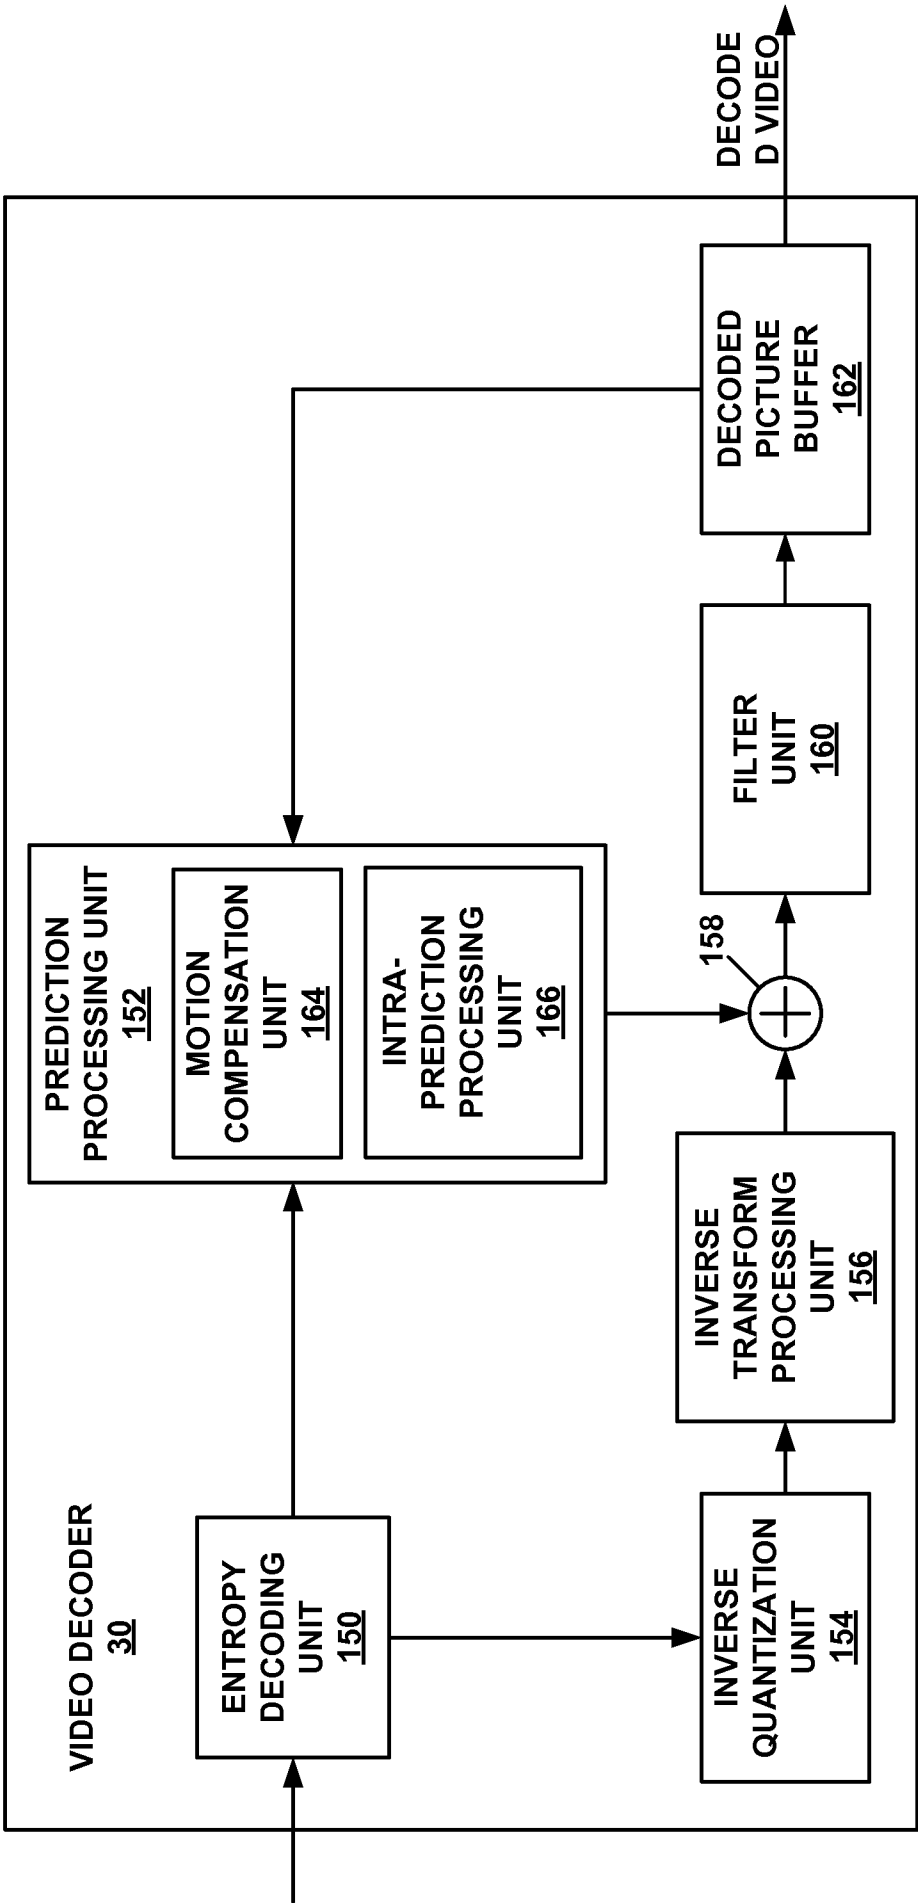 VIDEO DECODER
30
PREDICTION
PROCESSING UNIT
152
MOTION
COMPENSATION
UNIT
164
INTRA-
PREDICTION
PROCESSING
UNIT
166
ENTROPY
DECODING
UNIT
150
INVERSE
QUANTIZATION
UNIT
154
INVERSE
TRANSFORM
PROCESSING
UNIT
156
158
FILTER
UNIT
160
DECODED
PICTURE
BUFFER
162
DECODE
D VIDEO